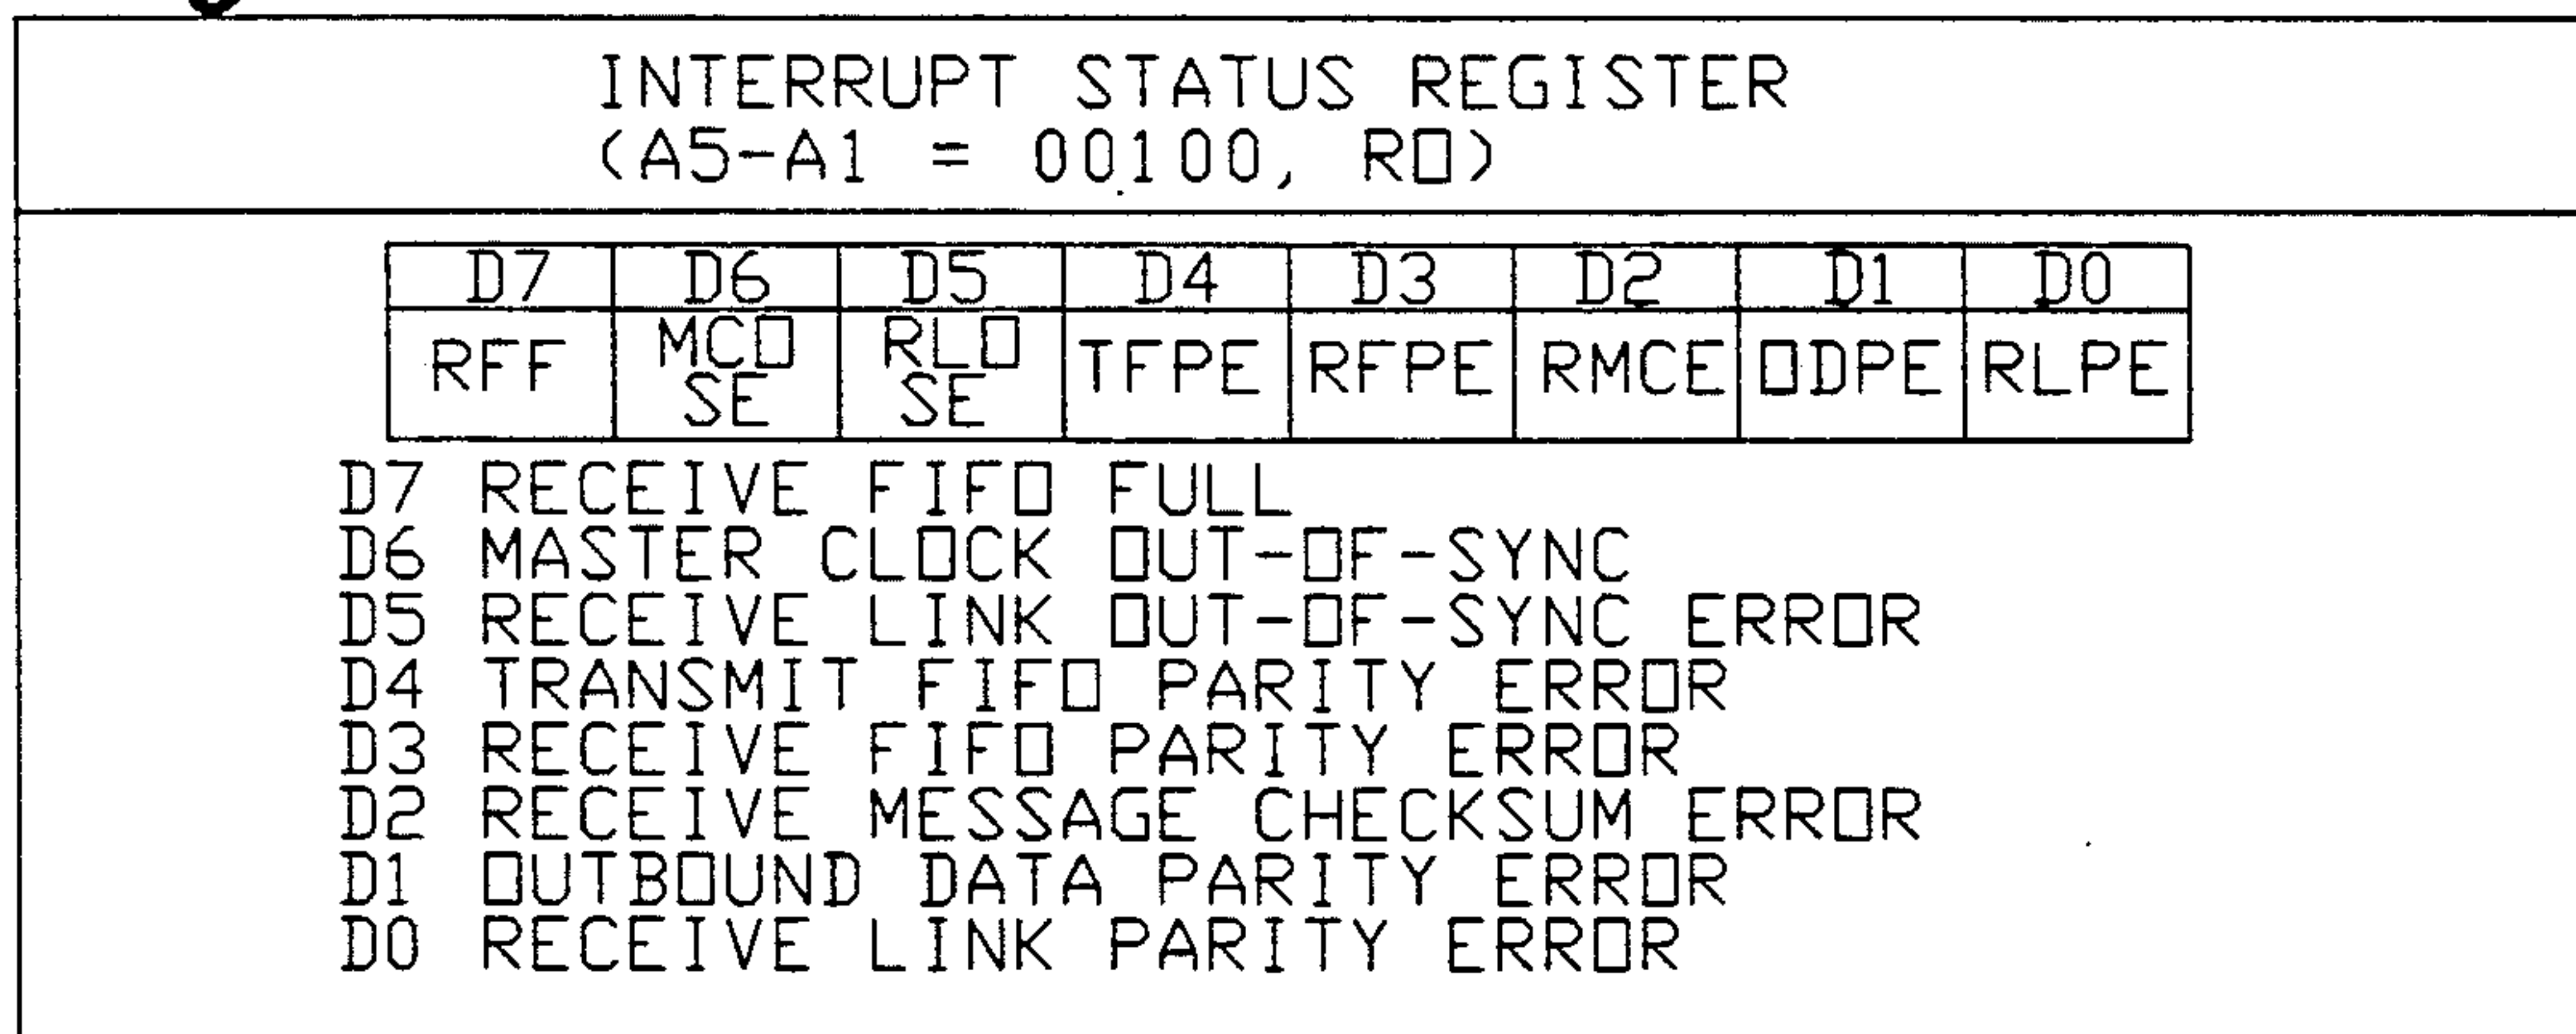 INTERRUPT STATUS REGISTER
(A5-A1 = 00100, RO)
D7 D6 D5 D4 D3 D2 D1 D0
RFF MCO SE RLO SE TFPE RFPE RMCE ODPE RLPE
D7 RECEIVE FIFO FULL
D6 MASTER CLOCK OUT-OF-SYNC
D5 RECEIVE LINK OUT-OF-SYNC ERROR
D4 TRANSMIT FIFO PARITY ERROR
D3 RECEIVE FIFO PARITY ERROR
D2 RECEIVE MESSAGE CHECKSUM ERROR
D1 OUTBOUND DATA PARITY ERROR
D0 RECEIVE LINK PARITY ERROR